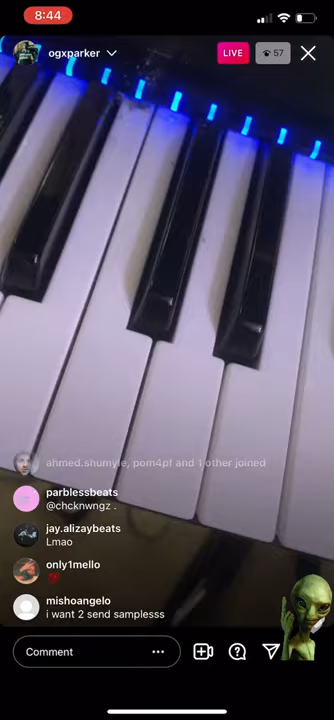 8:44
ogxparker
LIVE
57
ahmed.shumyle, pom4pf and 1 other joined
parblessbeats
@chcknwngz .
jay.alizaybeats
Lmao
only1mello
mishoangelo
i want 2 send samplesss
Comment